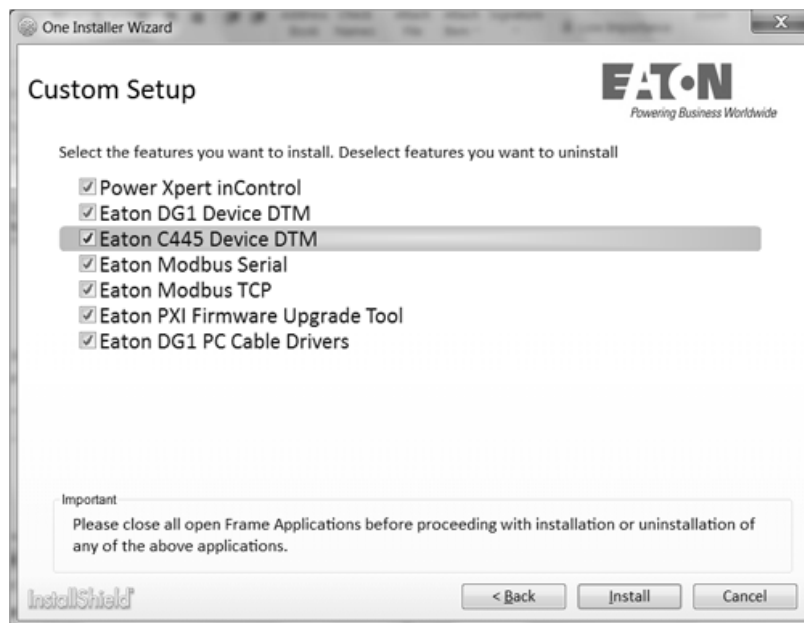 One Installer Wizard
Custom Setup
EATON
Powering Business Worldwide
Select the features you want to install. Deselect features you want to uninstall
Power Xpert inControl
Eaton DG1 Device DTM
Eaton C445 Device DTM
Eaton Modbus Serial
Eaton Modbus TCP
Eaton PXI Firmware Upgrade Tool
Eaton DG1 PC Cable Drivers
Important
Please close all open Frame Applications before proceeding with installation or uninstallation of
any of the above applications.
InstallShield
< Back Install Cancel